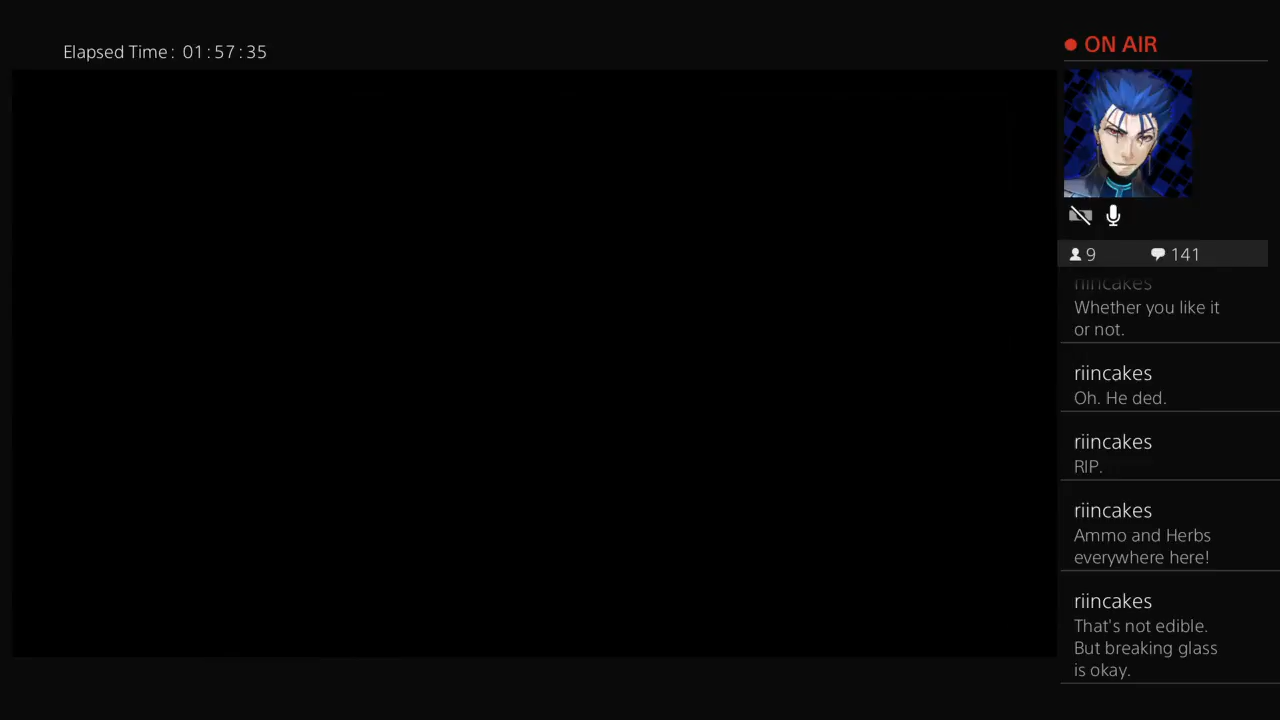 Elapsed Time: 01:57:35
ON AIR
9 141
riincakes
Whether you like it
or not.
riincakes
Oh. He ded.
riincakes
RIP.
riincakes
Ammo and Herbs
everywhere here!
riincakes
That's not edible.
But breaking glass
is okay.